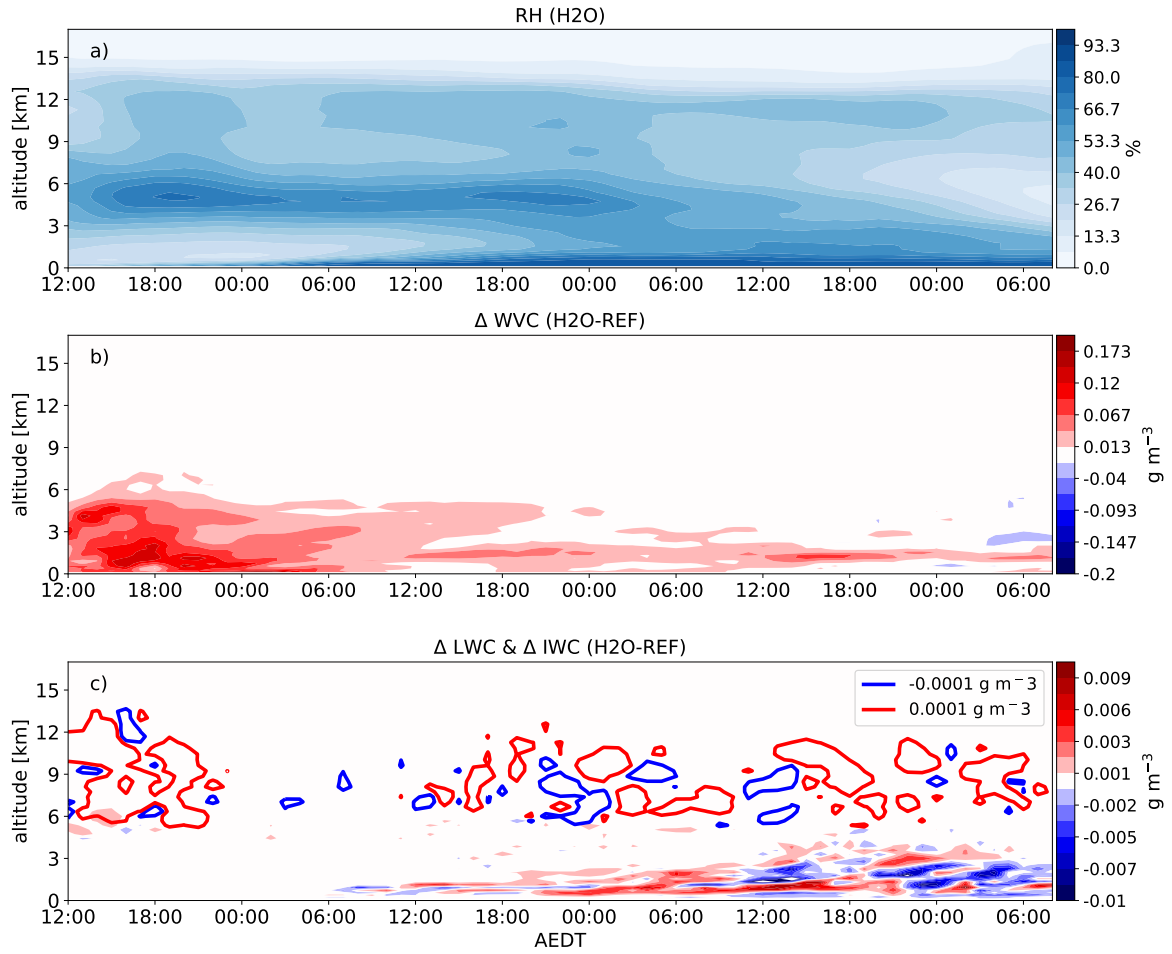 RH (H2O)
a)
altitude [km]
15
12
9
6
3
0
12:00 18:00 00:00 06:00 12:00 18:00 00:00 06:00 12:00 18:00 00:00 06:00
93.3
80.0
66.7
53.3
40.0
26.7
13.3
0.0
%
Δ WVC (H2O-REF)
b)
altitude [km]
15
12
9
6
3
0
12:00 18:00 00:00 06:00 12:00 18:00 00:00 06:00 12:00 18:00 00:00 06:00
0.173
0.12
0.067
0.013
-0.04
-0.093
-0.147
-0.2
g m⁻³
Δ LWC & Δ IWC (H2O-REF)
c)
-0.0001 g m−3
0.0001 g m−3
altitude [km]
15
12
9
6
3
0
12:00 18:00 00:00 06:00 12:00 18:00 00:00 06:00 12:00 18:00 00:00 06:00
AEDT
0.009
0.006
0.003
0.001
-0.002
-0.005
-0.007
-0.01
g m⁻³